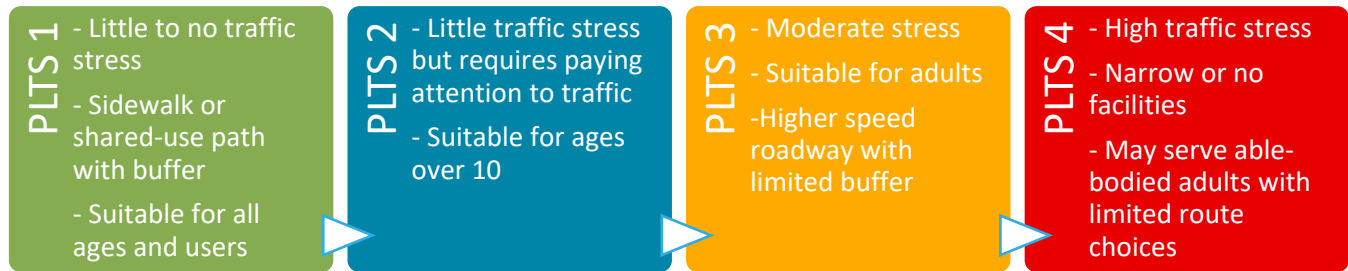 PLTS 1
- Little to no traffic
stress
- Sidewalk or
shared-use path
with buffer
- Suitable for all
ages and users
PLTS 2
- Little traffic stress
but requires paying
attention to traffic
- Suitable for ages
over 10
PLTS 3
- Moderate stress
- Suitable for adults
-Higher speed
roadway with
limited buffer
PLTS 4
- High traffic stress
- Narrow or no
facilities
- May serve able-
bodied adults with
limited route
choices